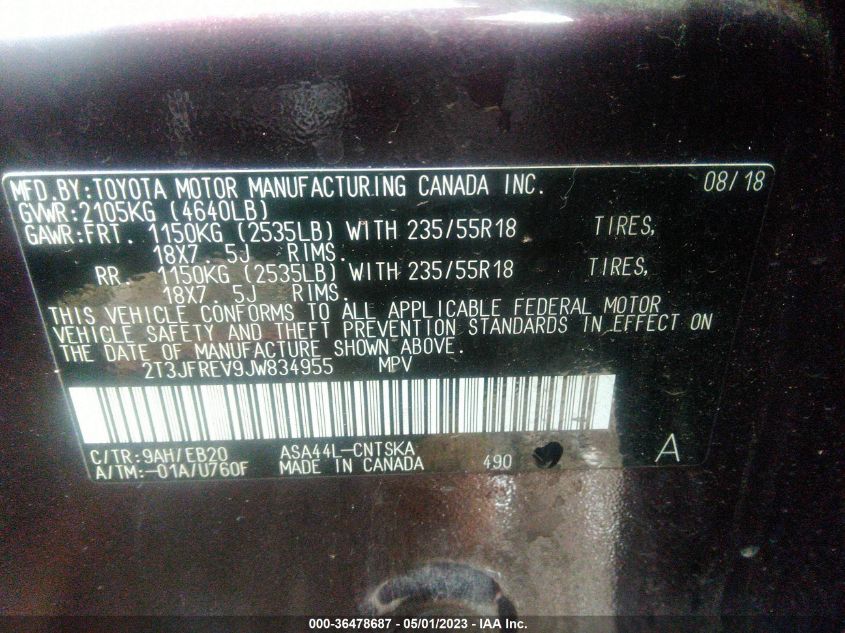 MFD.BY:TOYOTA MOTOR MANUFACTURING CANADA INC. 08/18
GVWR:2105KG (4640LB)
GAWR:FRT. 1150KG (2535LB) WITH 235/55R18 TIRES,
18X7.5J RIMS.
RR. 1150KG (2535LB) WITH 235/55R18 TIRES,
18X7.5J RIMS.
THIS VEHICLE CONFORMS TO ALL APPLICABLE FEDERAL MOTOR
VEHICLE SAFETY AND THEFT PREVENTION STANDARDS IN EFFECT ON
THE DATE OF MANUFACTURE SHOWN ABOVE.
2T3JFREV9JW834955 MPV
C/TR:9AH/EB20 ASA44L-CNTSKA
A/TM:-01A/U760F MADE IN CANADA 490 A
000-36478687 - 05/01/2023 - IAA Inc.